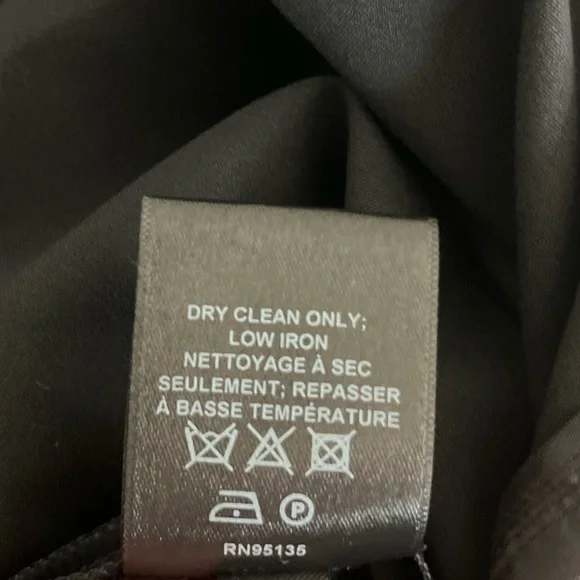 DRY CLEAN ONLY;
LOW IRON
NETTOYAGE À SEC
SEULEMENT; REPASSER
À BASSE TEMPÉRATURE
P
RN95135